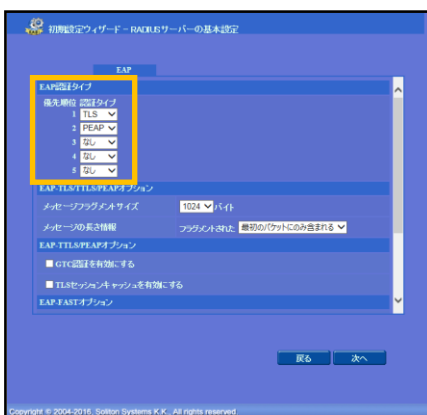 初期設定ウィザード - RADIUSサーバーの基本設定
EAP
EAP認証タイプ
優先順位 認証タイプ
1 TLS
2 PEAP
3 なし
4 なし
5 なし
EAP-TLS/TTLS/PEAPオプション
メッセージフラグメントサイズ 1024 バイト
メッセージの長さ情報 フラグメントされた 最初のパケットにのみ含まれる
EAP-TTLS/PEAPオプション
GTC認証を有効にする
TLSセッションキャッシュを有効にする
EAP-FASTオプション
戻る 次へ
Copyright © 2004-2016, Soliton Systems K.K., All rights reserved.